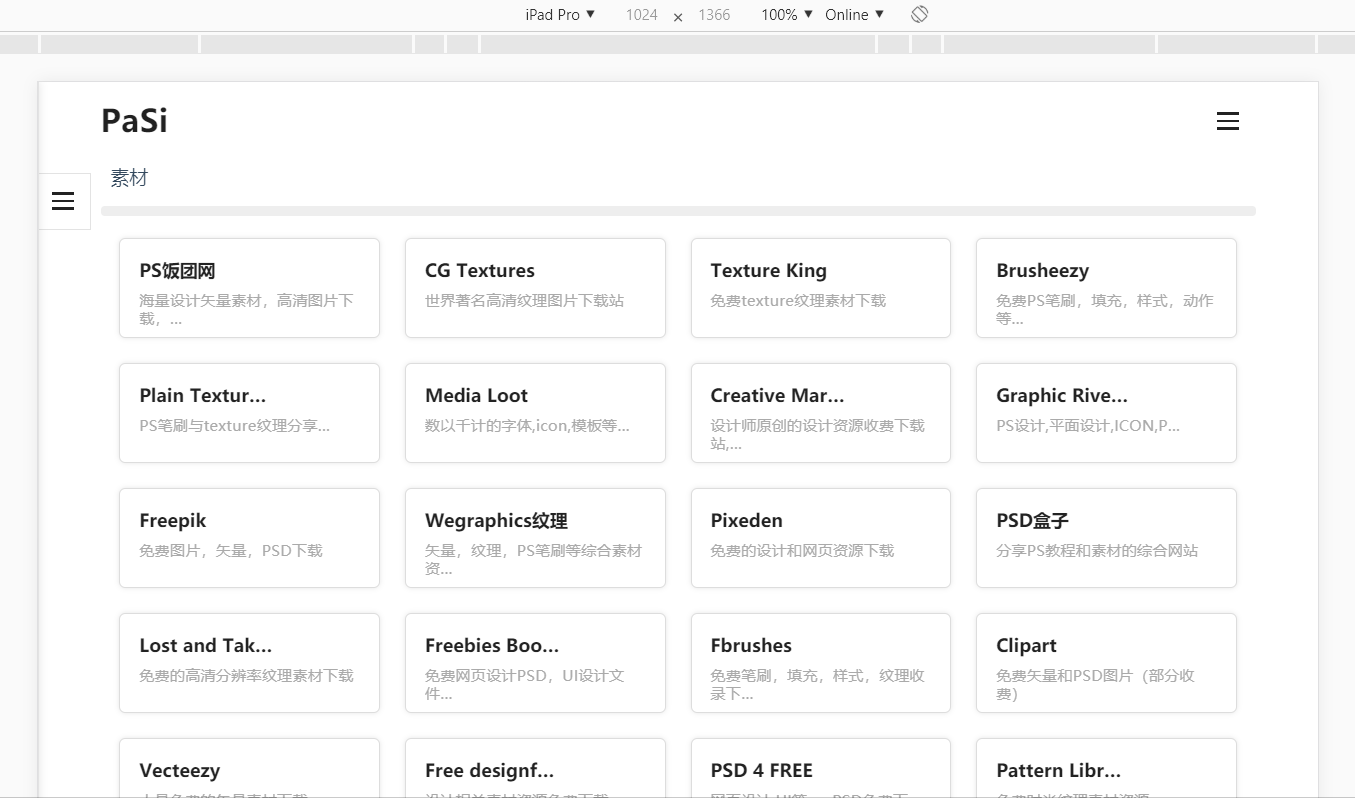 iPad Pro ▼ 1024 × 1366 100% ▼ Online ▼
PaSi
素材
PS饭团网
海量设计矢量素材，高清图片下
载，...
CG Textures
世界著名高清纹理图片下载站
Texture King
免费texture纹理素材下载
Brusheezy
免费PS笔刷，填充，样式，动作
等...
Plain Textur...
PS笔刷与texture纹理分享...
Media Loot
数以千计的字体,icon,模板等...
Creative Mar...
设计师原创的设计资源收费下载
站,...
Graphic Rive...
PS设计,平面设计,ICON,P...
Freepik
免费图片，矢量，PSD下载
Wegraphics纹理
矢量，纹理，PS笔刷等综合素材
资...
Pixeden
免费的设计和网页资源下载
PSD盒子
分享PS教程和素材的综合网站
Lost and Tak...
免费的高清分辨率纹理素材下载
Freebies Boo...
免费网页设计PSD，UI设计文
件...
Fbrushes
免费笔刷，填充，样式，纹理收
录下...
Clipart
免费矢量和PSD图片（部分收
费）
Vecteezy
Free designf...
PSD 4 FREE
Pattern Libr...